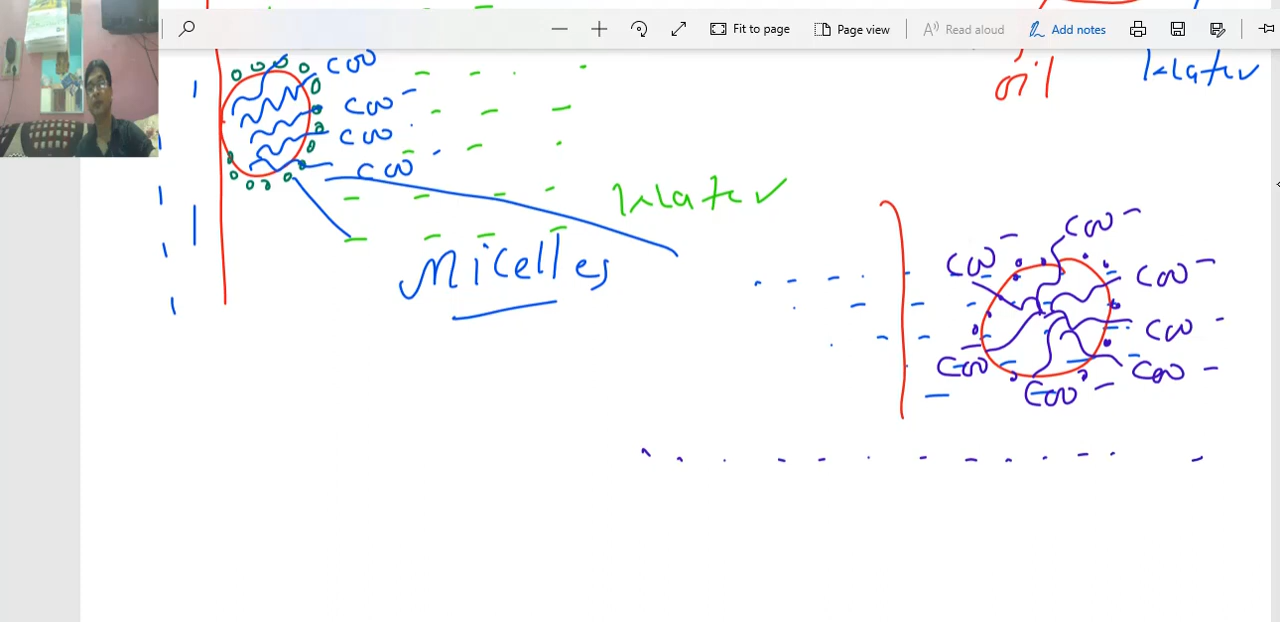 Fit to page
Page view
Read aloud
Add notes
oil
Water
COO
COO -
COO
COO -
Water
Micelles
COO -
COO -
COO -
COO -
COO -
COO
COO -